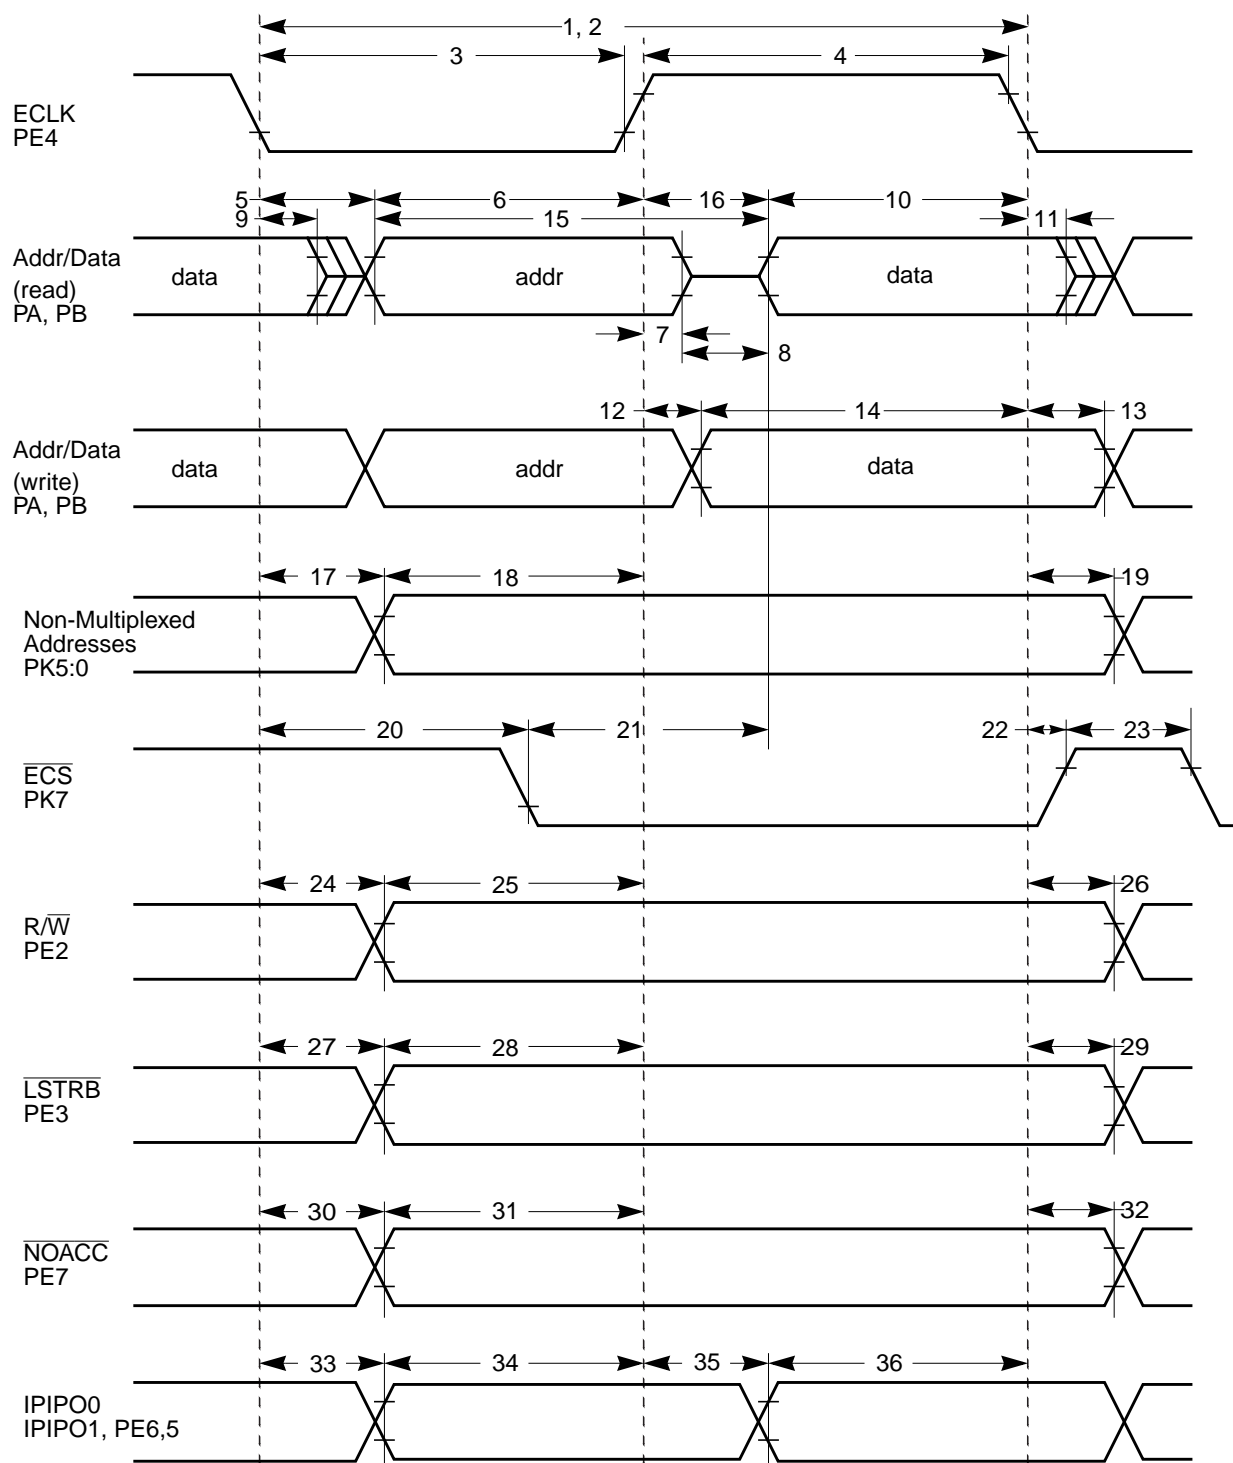 1, 2
3
4
ECLK
PE4
5
6
16
10
9
15
11
Addr/Data
(read)
PA, PB
data
addr
data
7
8
12
14
13
Addr/Data
(write)
PA, PB
data
addr
data
17
18
19
Non-Multiplexed
Addresses
PK5:0
20
21
22
23
ECS
PK7
24
25
26
R/W
PE2
27
28
29
LSTRB
PE3
30
31
32
NOACC
PE7
33
34
35
36
IPIPO0
IPIPO1, PE6,5